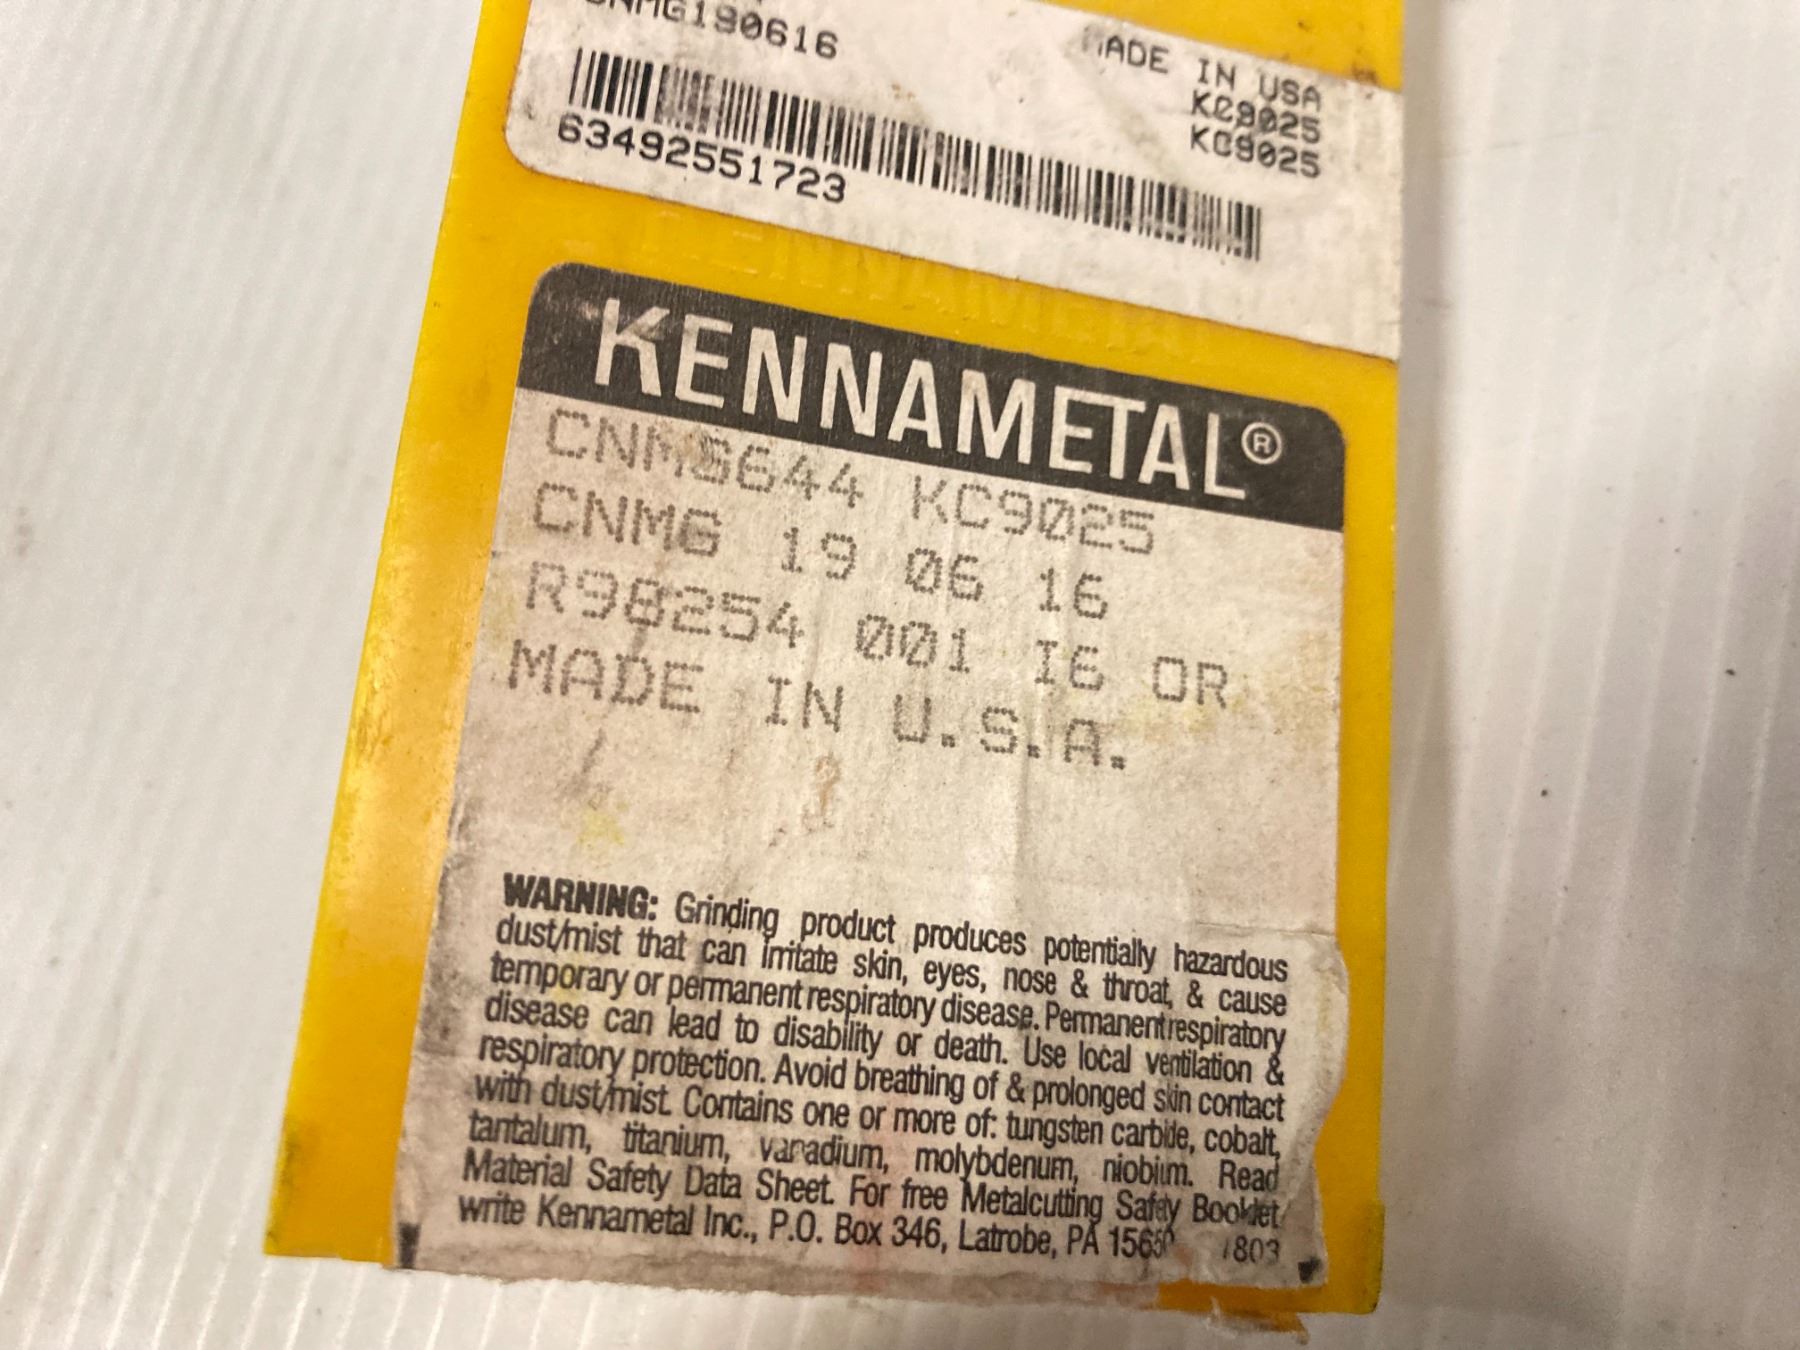 CNMG190616
MADE IN USA
KC9025
KC9025
63492551723
KENNAMETAL
KENNAMETAL®
CNMG644 KC9025
CNMG 19 06 16
R98254 001 I6 OR
MADE IN U.S.A.
WARNING: Grinding product produces potentially hazardous
dust/mist that can irritate skin, eyes, nose & throat, & cause
temporary or permanent respiratory disease. Permanent respiratory
disease can lead to disability or death. Use local ventilation &
respiratory protection. Avoid breathing of & prolonged skin contact
with dust/mist. Contains one or more of: tungsten carbide, cobalt,
tantalum, titanium, vanadium, molybdenum, niobium. Read
Material Safety Data Sheet. For free Metalcutting Safety Booklet
write Kennametal Inc., P.O. Box 346, Latrobe, PA 15650 1803